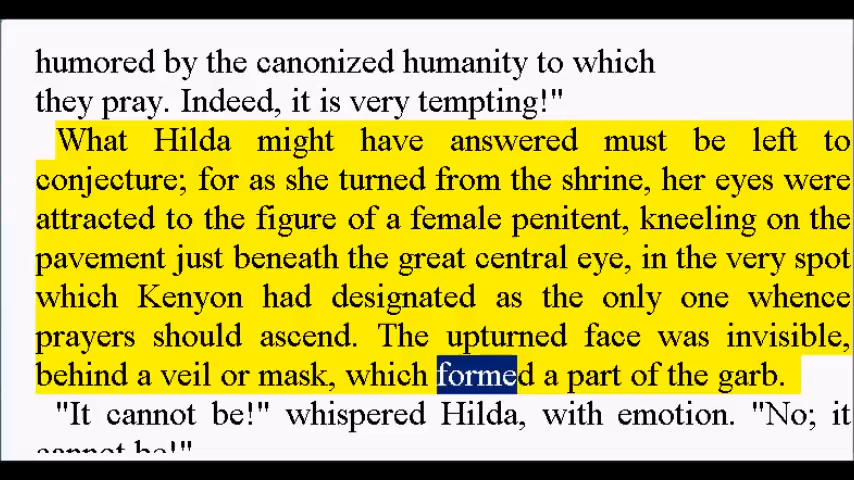 humored by the canonized humanity to which
they pray. Indeed, it is very tempting!"
What Hilda might have answered must be left to
conjecture; for as she turned from the shrine, her eyes were
attracted to the figure of a female penitent, kneeling on the
pavement just beneath the great central eye, in the very spot
which Kenyon had designated as the only one whence
prayers should ascend. The upturned face was invisible,
behind a veil or mask, which formed a part of the garb.
"It cannot be!" whispered Hilda, with emotion. "No; it
cannot be!"